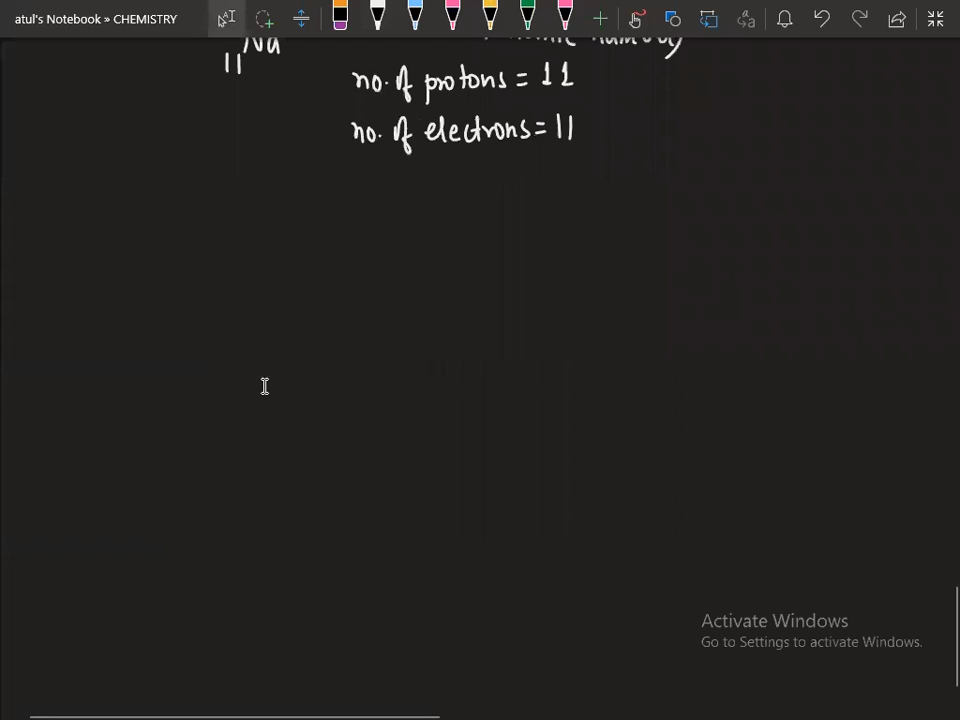 atul's Notebook » CHEMISTRY
11Na
no. of protons = 11
no. of electrons = 11
Activate Windows
Go to Settings to activate Windows.